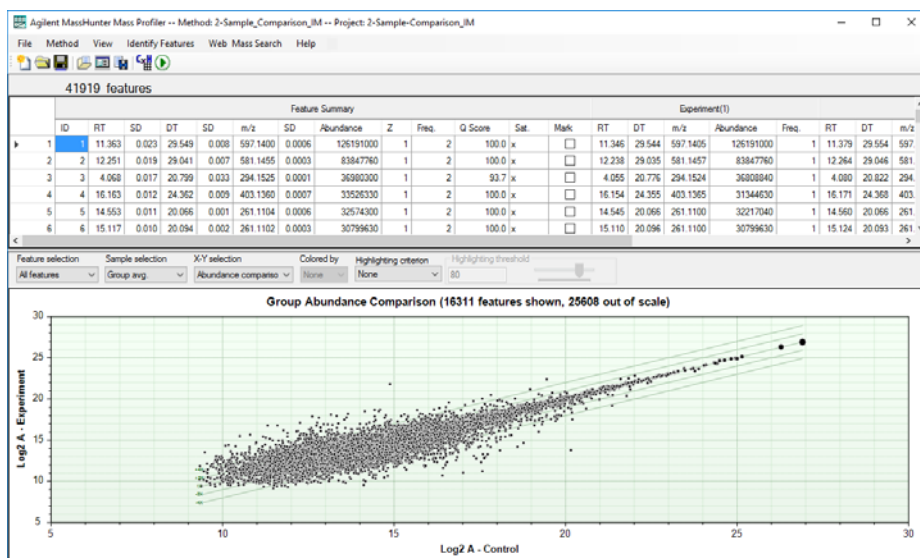 Agilent MassHunter Mass Profiler -- Method: 2-Sample_Comparison_IM -- Project: 2-Sample-Comparison_IM
File Method View Identify Features Web Mass Search Help
41919 features
Feature Summary Experiment(1)
ID RT SD DT SD m/z SD Abundance Z Freq. Q Score Sat. Mark RT DT m/z Abundance Freq. RT DT m/z
1 1 11.363 0.023 29.549 0.008 597.1400 0.0006 126191000 1 2 100.0 x 11.346 29.544 597.1405 126191000 1 11.379 29.554 597.
2 2 12.251 0.019 29.041 0.007 581.1455 0.0003 83847760 1 2 100.0 x 12.238 29.035 581.1457 83847760 1 12.264 29.046 581.
3 3 4.068 0.017 20.799 0.033 294.1525 0.0001 36980300 1 2 93.7 x 4.055 20.776 294.1524 36808840 1 4.080 20.822 294.
4 4 16.163 0.012 24.362 0.009 403.1360 0.0007 33526330 1 2 100.0 x 16.154 24.355 403.1365 31344630 1 16.171 24.368 403.
5 5 14.553 0.011 20.066 0.001 261.1104 0.0006 32574300 1 2 100.0 x 14.545 20.066 261.1100 32217040 1 14.560 20.066 261.
6 6 15.117 0.010 20.094 0.002 261.1102 0.0003 30799630 1 2 100.0 x 15.110 20.096 261.1100 30799630 1 15.124 20.093 261.
Feature selection Sample selection X-Y selection Colored by Highlighting criterion Highlighting threshold
All features Group avg. Abundance compariso None None 80
Group Abundance Comparison (16311 features shown, 25608 out of scale)
30
25
20
15
10
5
Log2 A - Experiment
5 10 15 20 25 30
Log2 A - Control